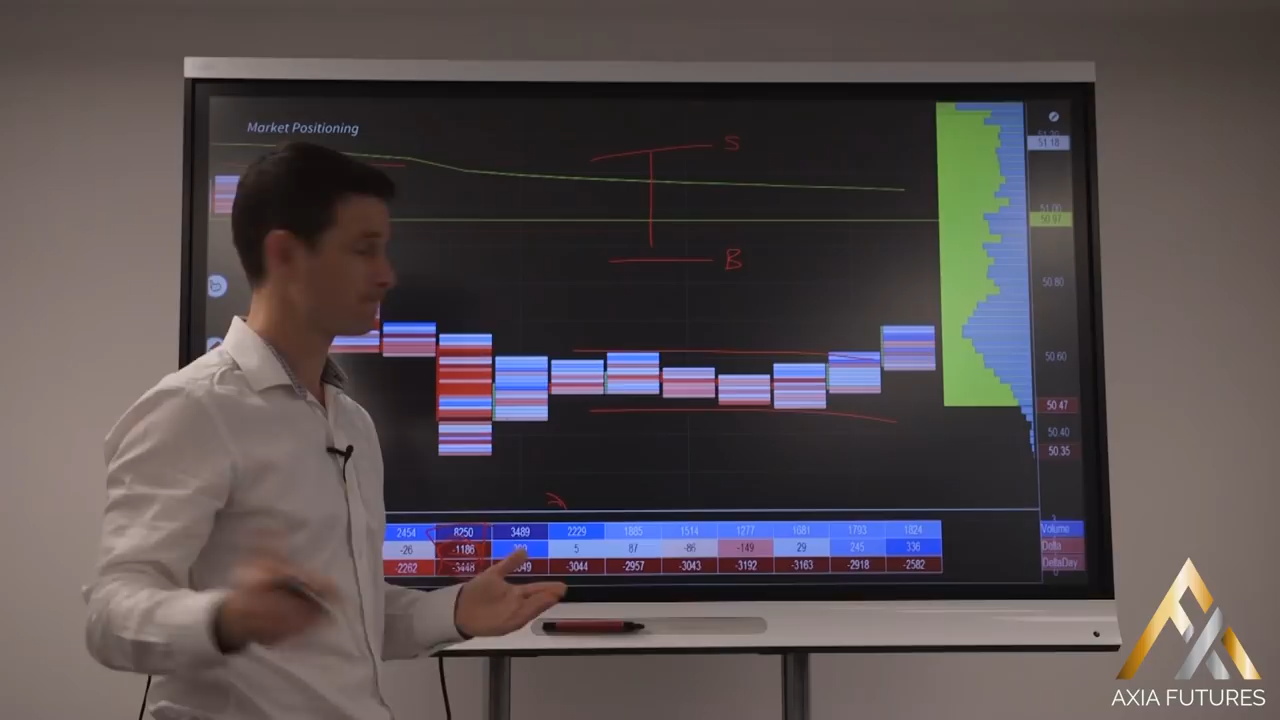 Market Positioning
S
51.18
51.00
50.97
B
50.80
50.60
50.47
50.40
50.35
2454 8250 3489 2229 1885 1514 1277 1681 1793 1824 Volume
-26 -1186 5 87 -86 -149 29 245 336 Delta
-2262 -3448 -3044 -2957 -3043 -3192 -3163 -2918 -2582 DeltaDay
AXIA FUTURES